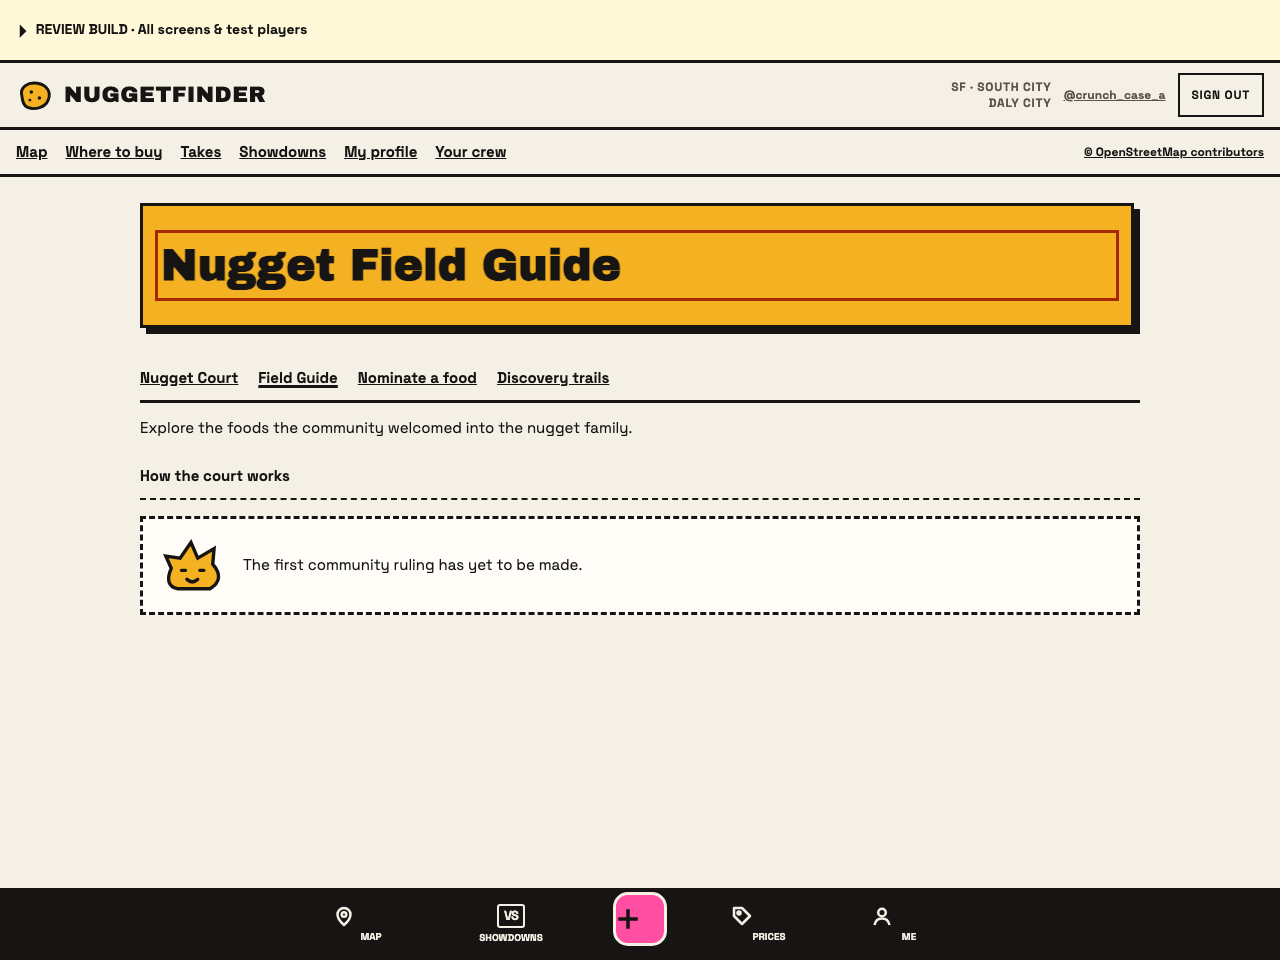 REVIEW BUILD · All screens & test players
NUGGETFINDER
SF · SOUTH CITY
DALY CITY
@crunch_case_a
SIGN OUT
Map Where to buy Takes Showdowns My profile Your crew
© OpenStreetMap contributors
Nugget Field Guide
Nugget Court Field Guide Nominate a food Discovery trails
Explore the foods the community welcomed into the nugget family.
How the court works
The first community ruling has yet to be made.
VS
MAP SHOWDOWNS + PRICES ME